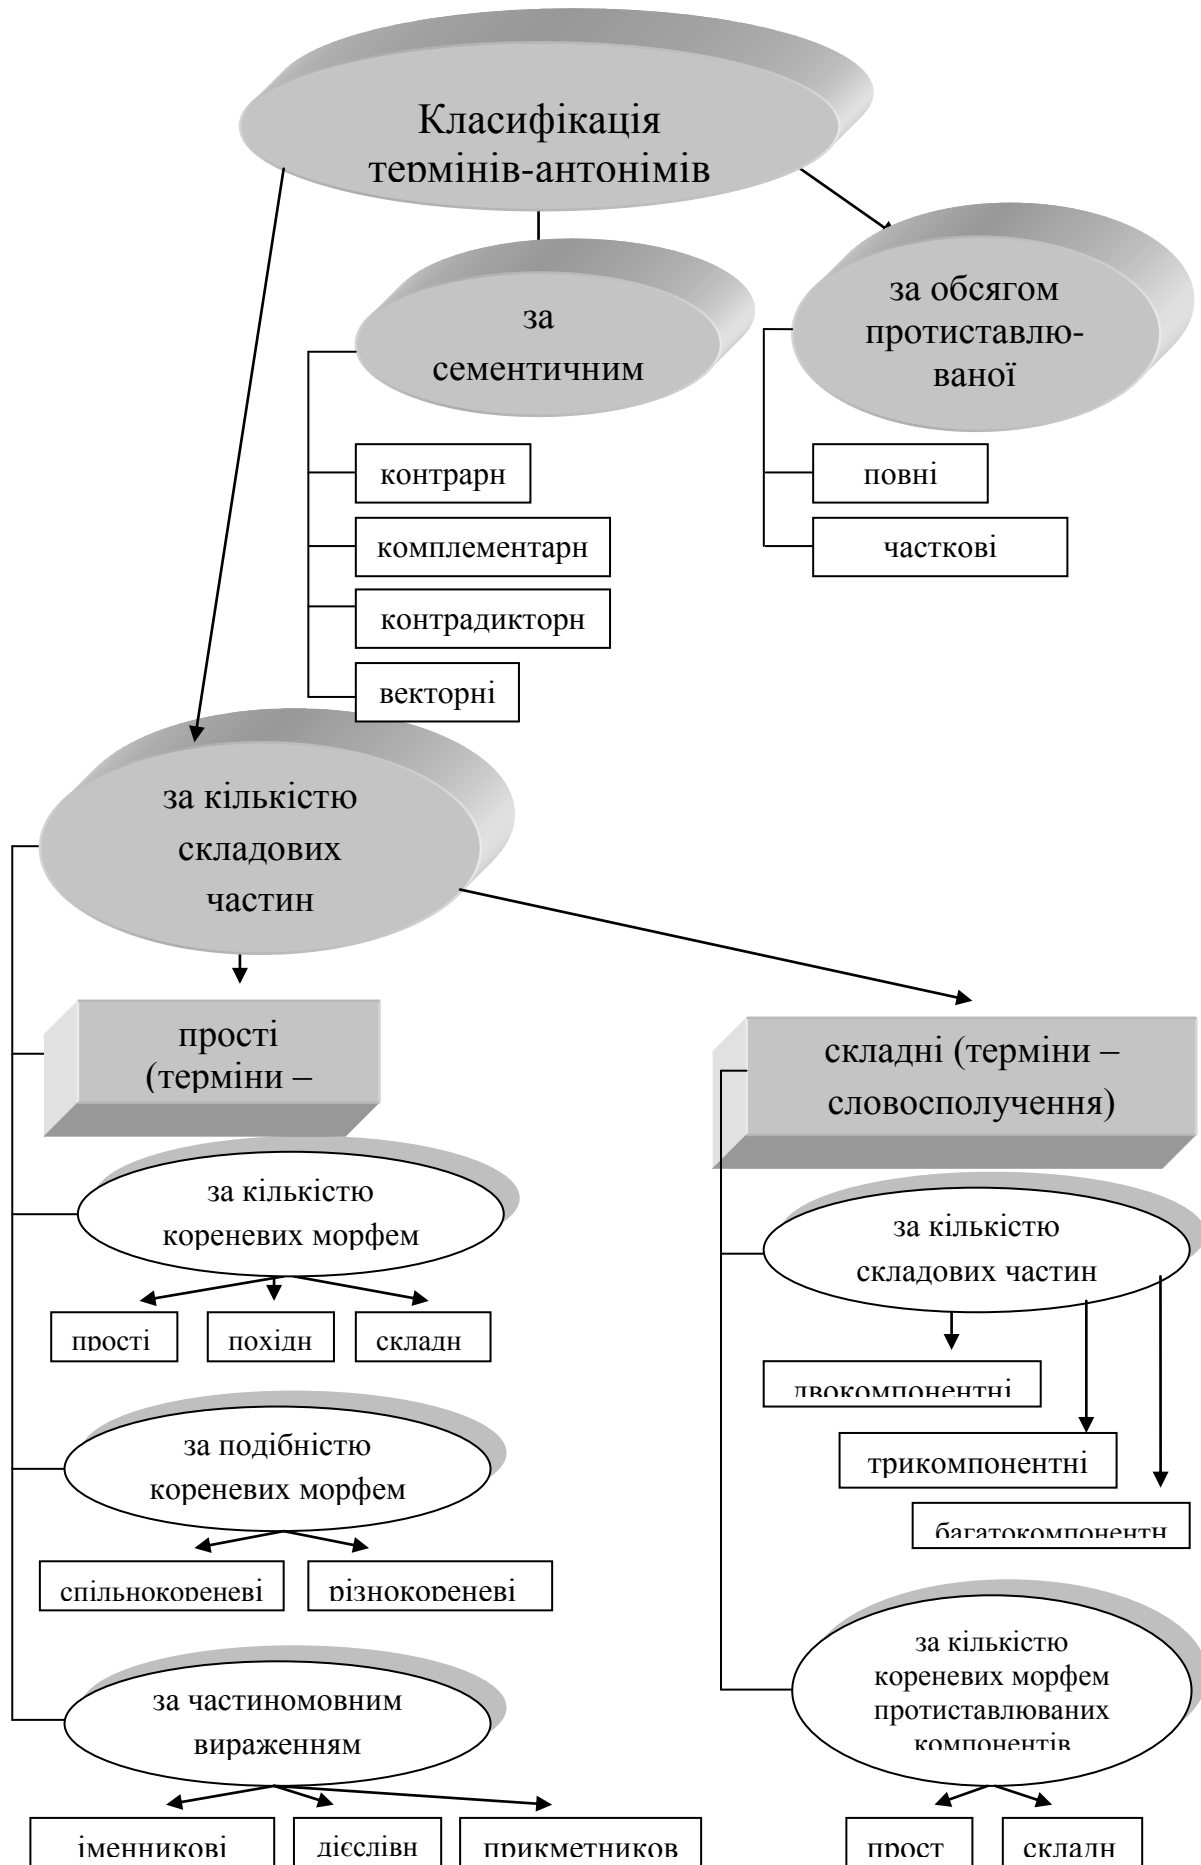 Класифікація
термінів-антонімів
за
сементичним
за обсягом
протиставлю-
ваної
контрарн
комплементарн
контрадикторн
векторні
повні
часткові
за кількістю
складових
частин
прості
(терміни –
складні (терміни –
словосполучення)
за кількістю
кореневих морфем
прості
похідн
складн
за подібністю
кореневих морфем
спільнокореневі
різнокореневі
за частиномовним
вираженням
іменникові
дієслівн
прикметников
за кількістю
складових частин
двокомпонентні
трикомпонентні
багатокомпонентн
за кількістю
кореневих морфем
протиставлюваних
компонентів
прост
складн